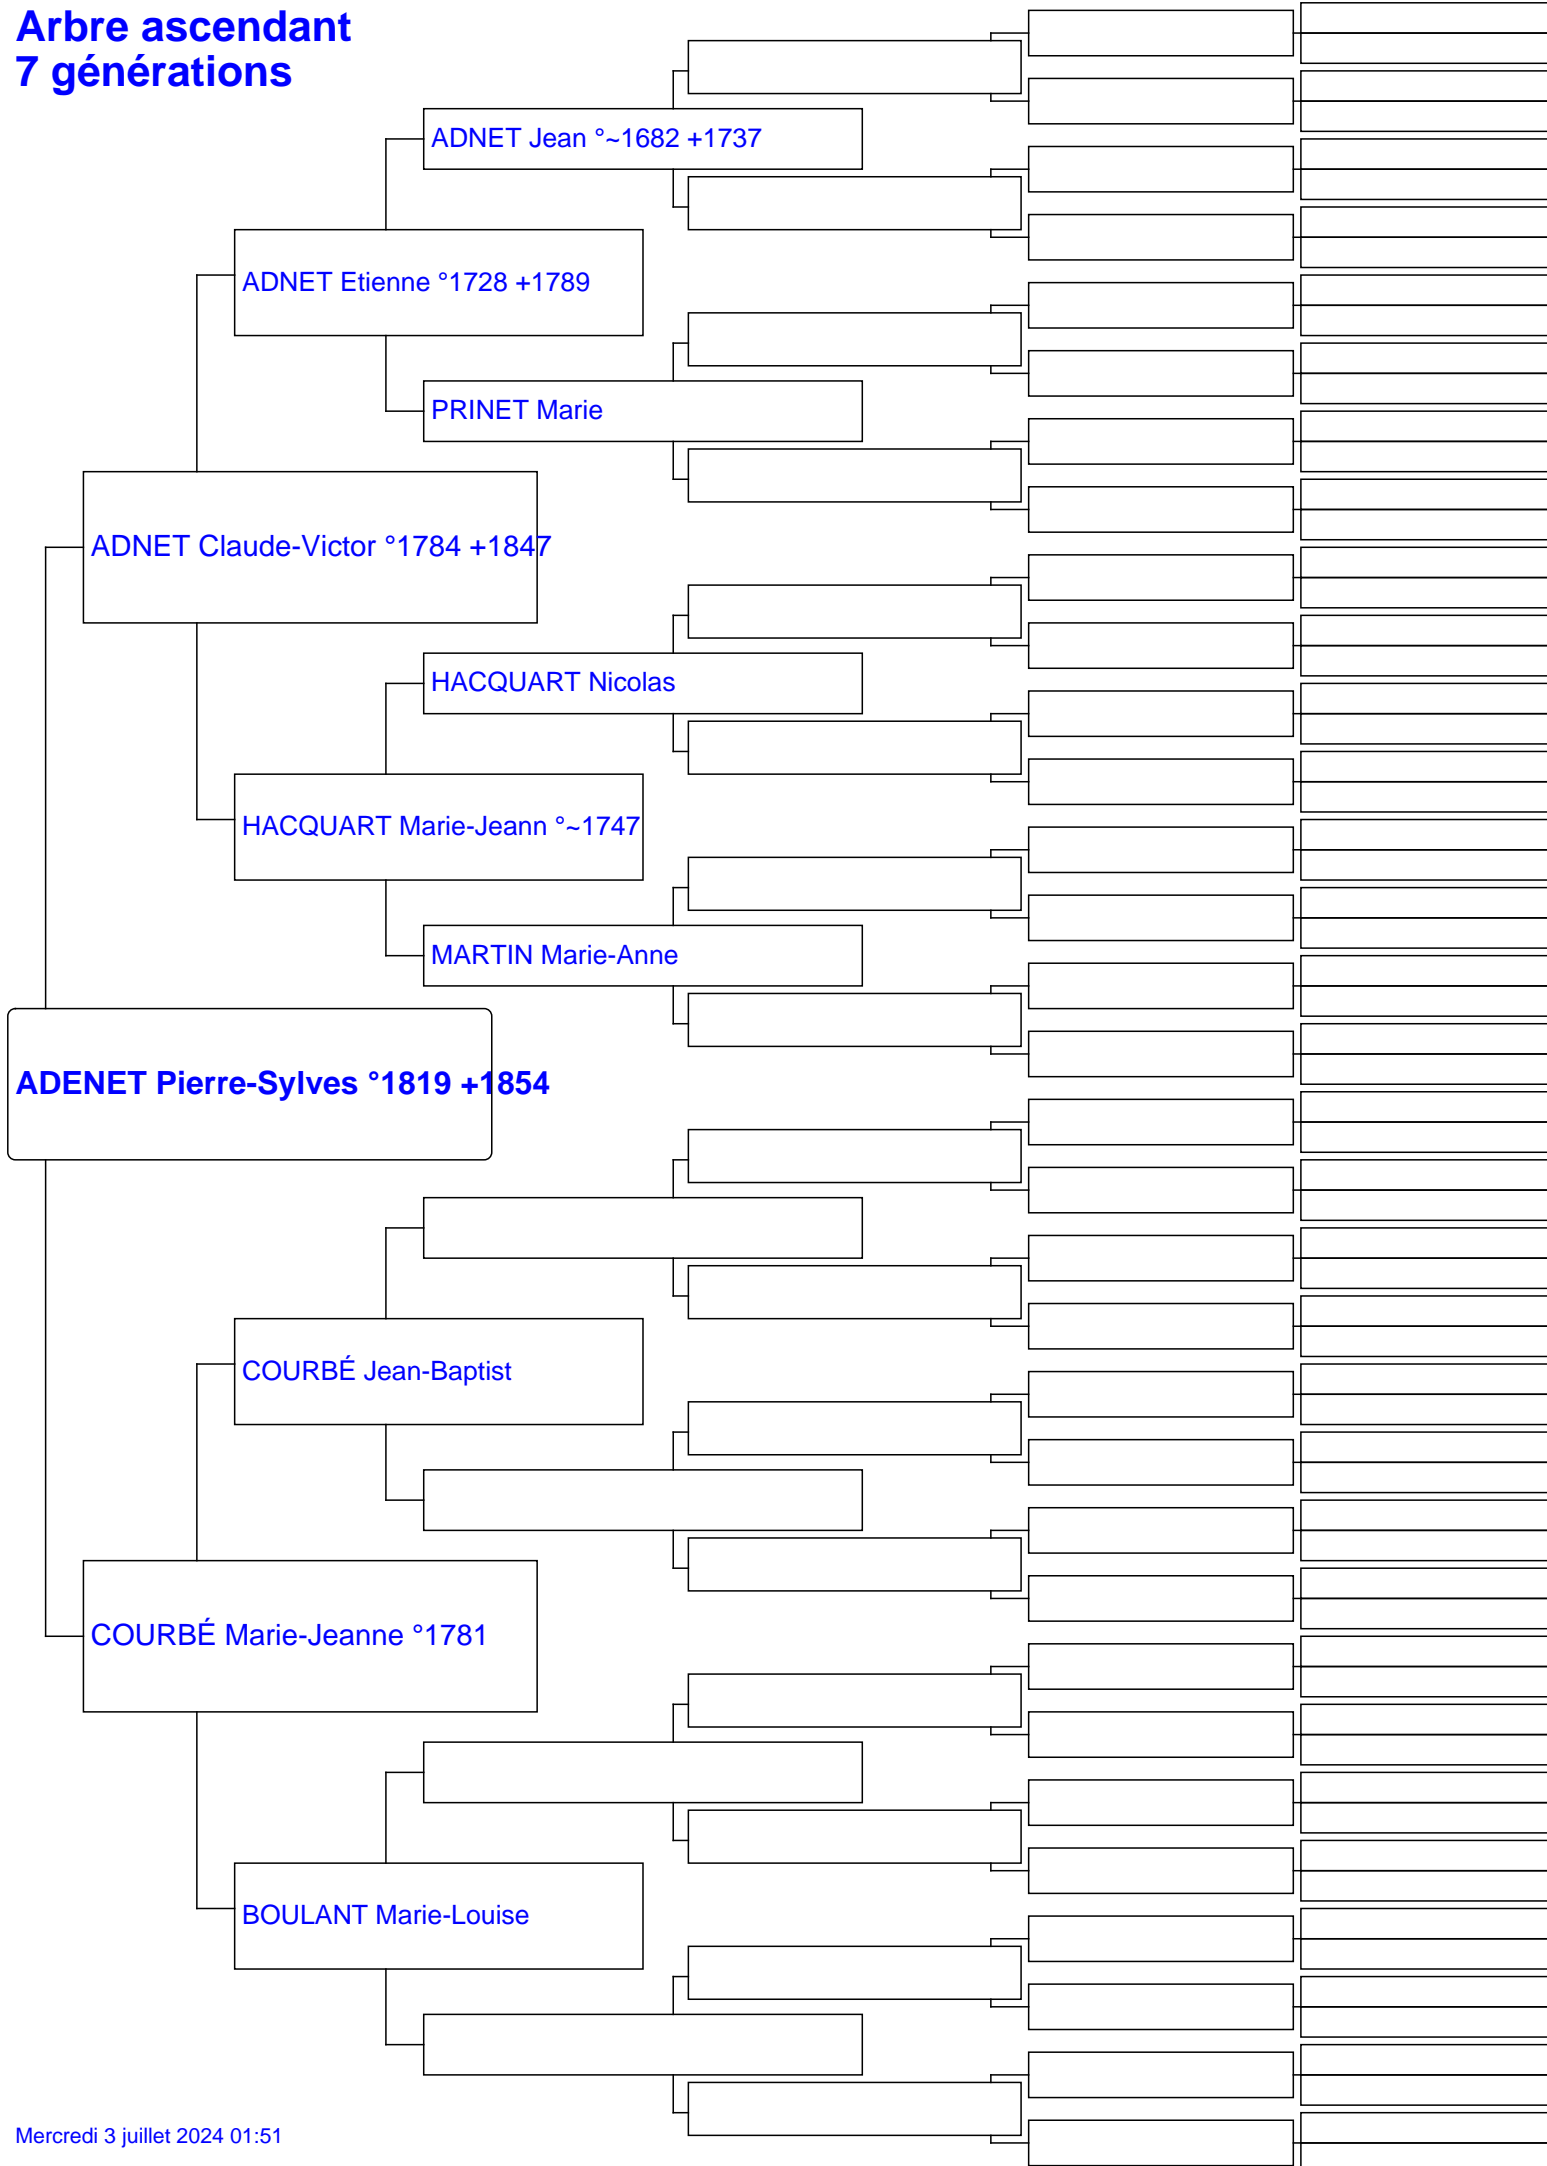 Arbre ascendant
7 générations
ADNET Jean °~1682 +1737
ADNET Etienne °1728 +1789
PRINET Marie
ADNET Claude-Victor °1784 +1847
HACQUART Nicolas
HACQUART Marie-Jeann °~1747
MARTIN Marie-Anne
ADENET Pierre-Sylves °1819 +1854
COURBÉ Jean-Baptist
COURBÉ Marie-Jeanne °1781
BOULANT Marie-Louise
Mercredi 3 juillet 2024 01:51